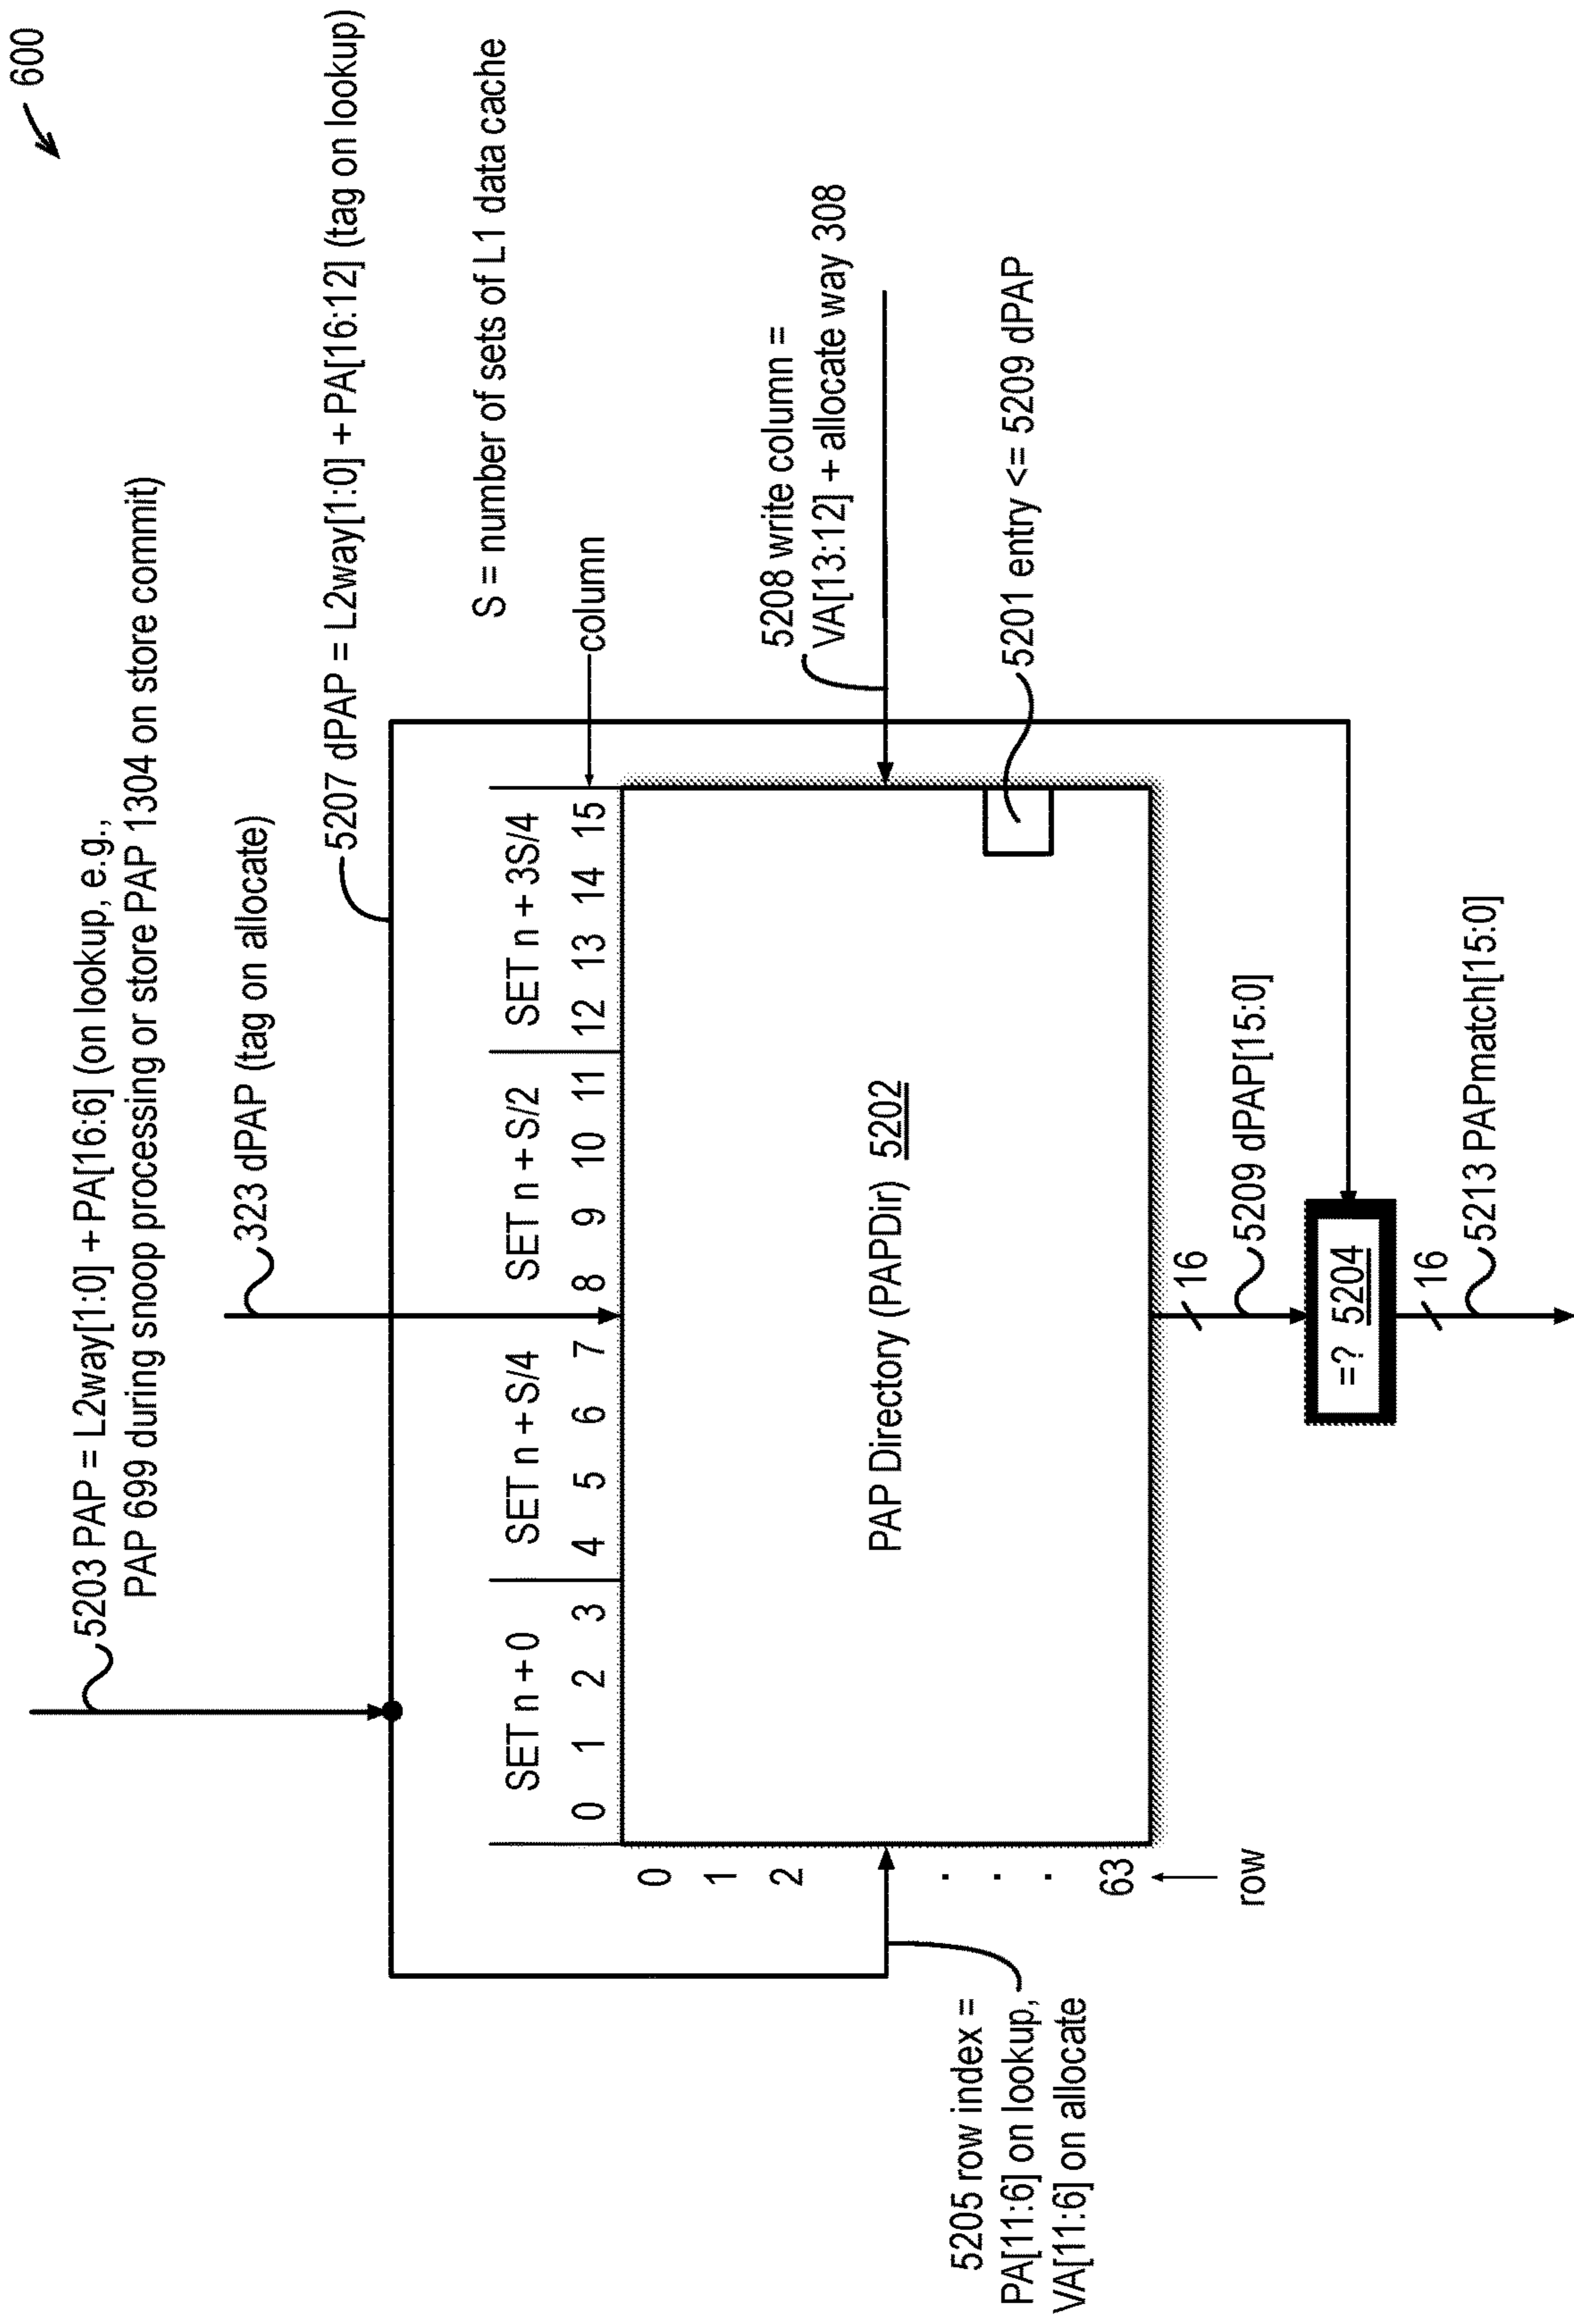 600
5203 PAP = L2way[1:0] + PA[16:6] (on lookup, e.g.,
PAP 699 during snoop processing or store PAP 1304 on store commit)
323 dPAP (tag on allocate)
5207 dPAP = L2way[1:0] + PA[16:12] (tag on lookup)
S = number of sets of L1 data cache
SET n + 0 SET n + S/4 SET n + S/2 SET n + 3S/4
0 1 2 3 4 5 6 7 8 9 10 11 12 13 14 15
column
0
1
2
.
.
.
63
row
5208 write column =
VA[13:12] + allocate way 308
PAP Directory (PAPDir) 5202
5201 entry <= 5209 dPAP
5205 row index =
PA[11:6] on lookup,
VA[11:6] on allocate
16
5209 dPAP[15:0]
=? 5204
16
5213 PAPmatch[15:0]